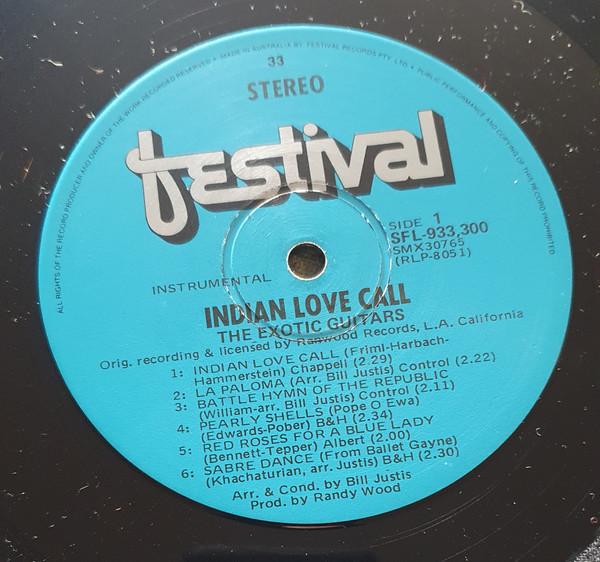 ALL RIGHTS OF THE RECORD PRODUCER AND OWNER OF THE WORK RECORDED RESERVED • MADE IN AUSTRALIA BY FESTIVAL RECORDS PTY. LTD. • PUBLIC PERFORMANCE AND COPYING OF THIS RECORD PROHIBITED
33
STEREO
festival
SIDE 1
SFL-933,300
SMX30765
(RLP-8051)
INSTRUMENTAL
INDIAN LOVE CALL
THE EXOTIC GUITARS
Orig. recording & licensed by Ranwood Records, L.A. California
1: INDIAN LOVE CALL (Friml-Harbach-
Hammerstein) Chappell (2.29)
2: LA PALOMA (Arr. Bill Justis) Control (2.22)
3: BATTLE HYMN OF THE REPUBLIC
(William-arr. Bill Justis) Control (2.11)
4: PEARLY SHELLS (Pope O Ewa)
(Edwards-Pober) B&H (2.34)
5: RED ROSES FOR A BLUE LADY
(Bennett-Tepper) Albert (2.00)
6: SABRE DANCE (From Ballet Gayne)
(Khachaturian, arr. Justis) B&H (2.30)
Arr. & Cond. by Bill Justis
Prod. by Randy Wood